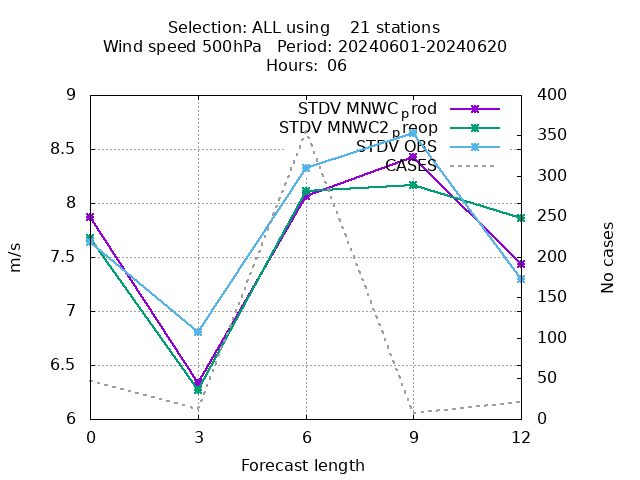 Selection: ALL using    21 stations
Wind speed 500hPa   Period: 20240601-20240620
Hours:  06
STDV MNWC_prod
STDV MNWC2_preop
STDV OBS
CASES
9
8.5
8
7.5
7
6.5
6
400
350
300
250
200
150
100
50
0
m/s
No cases
0 3 6 9 12
Forecast length